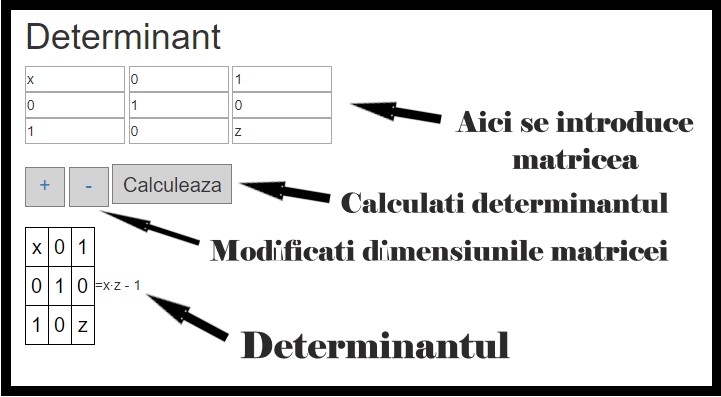 Determinant
x 0 1
0 1 0
1 0 z
Aici se introduce
matricea
+ - Calculeaza
Calculati determinantul
Modificati dimensiunile matricei
x 0 1
0 1 0 =x·z - 1
1 0 z
Determinantul